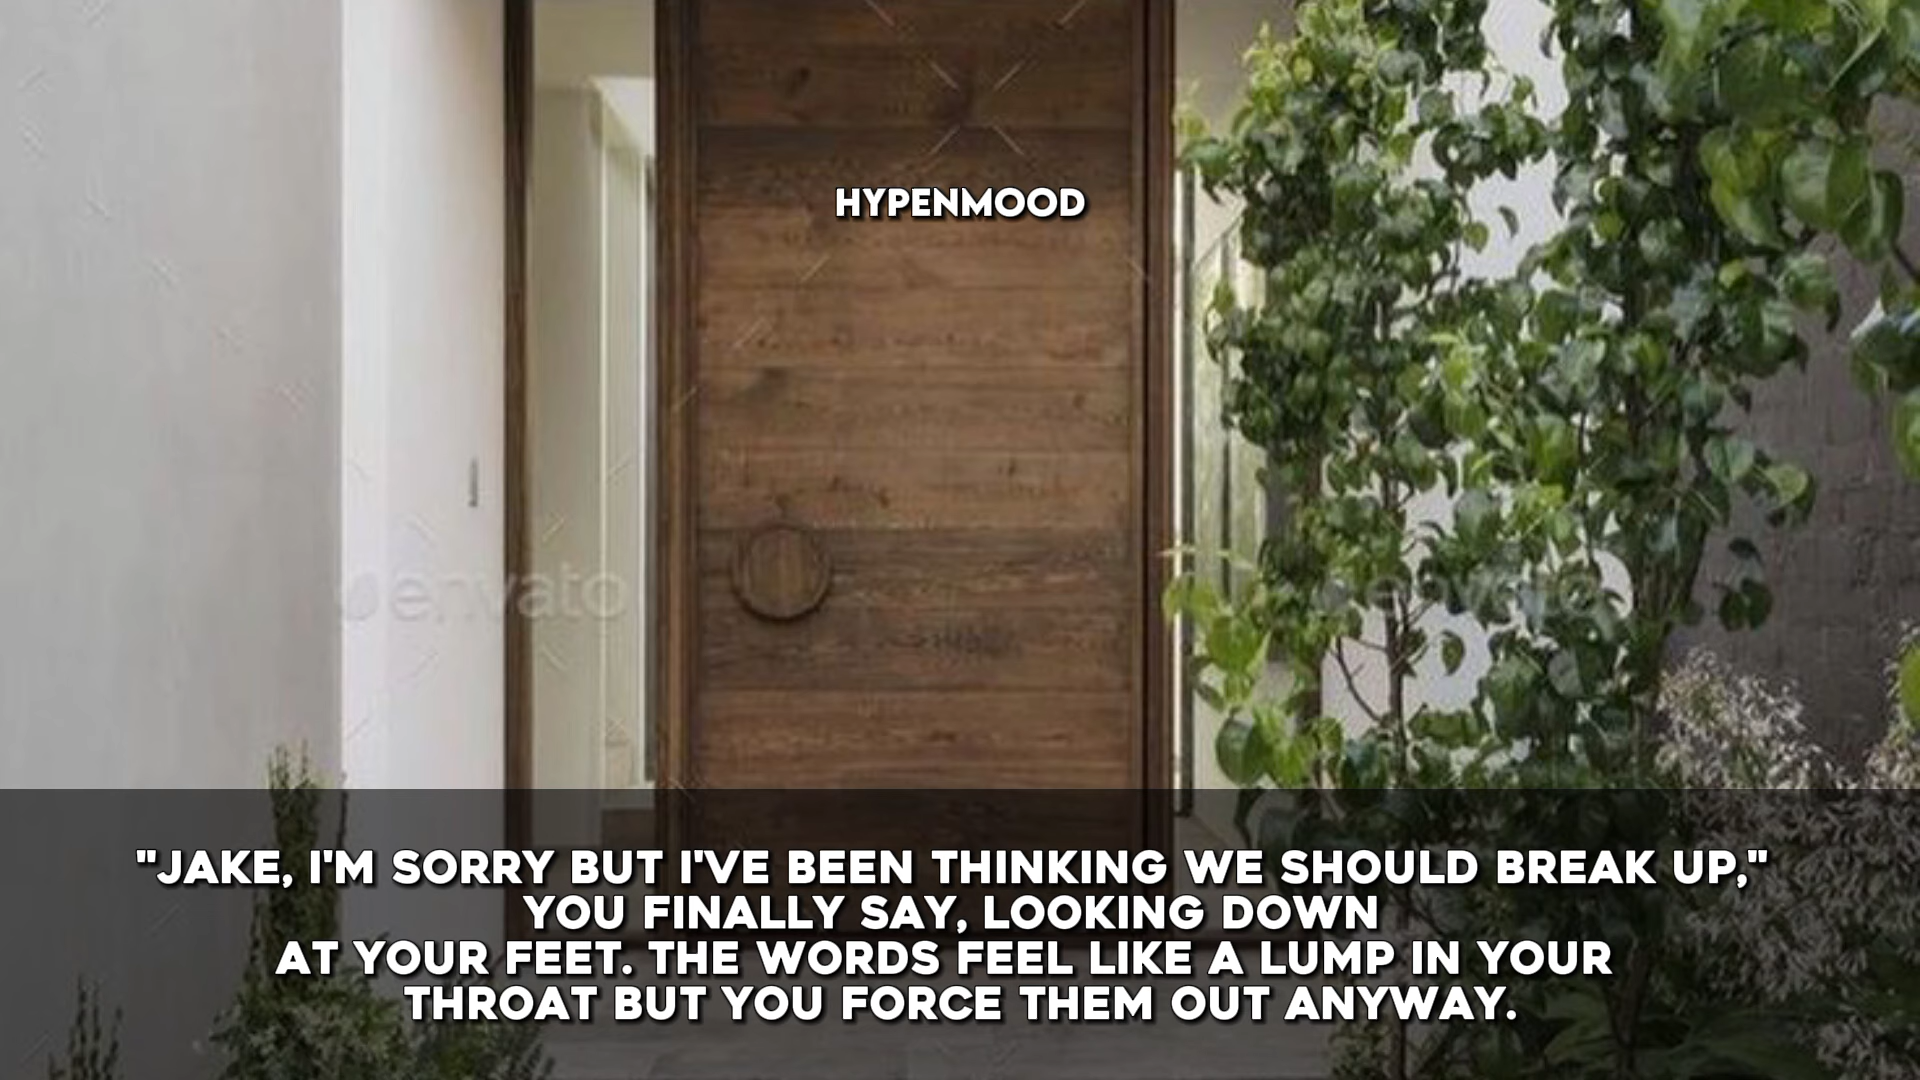 HYPENMOOD
envato
"JAKE, I'M SORRY BUT I'VE BEEN THINKING WE SHOULD BREAK UP,"
YOU FINALLY SAY, LOOKING DOWN
AT YOUR FEET. THE WORDS FEEL LIKE A LUMP IN YOUR
THROAT BUT YOU FORCE THEM OUT ANYWAY.